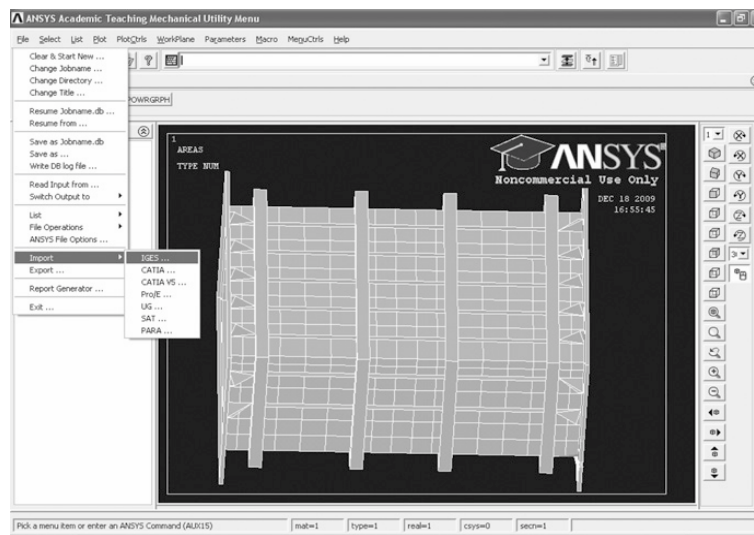 ANSYS Academic Teaching Mechanical Utility Menu
File Select List Plot PlotCtrls WorkPlane Parameters Macro MenuCtrls Help
Clear & Start New ...
Change Jobname ...
Change Directory ...
Change Title ...
POWRGRPH
Resume Jobname.db ...
Resume from ...
Save as Jobname.db
Save as ...
Write DB log file ...
Read Input from ...
Switch Output to
List
File Operations
ANSYS File Options ...
Import
Export ...
Report Generator ...
Exit ...
IGES ...
CATIA ...
CATIA V5 ...
Pro/E ...
UG ...
SAT ...
PARA ...
1
AREAS
TYPE NUM
ANSYS
Noncommercial Use Only
DEC 18 2009
16:55:45
1
3
Pick a menu item or enter an ANSYS Command (AUX15)
mat=1
type=1
real=1
csys=0
secn=1